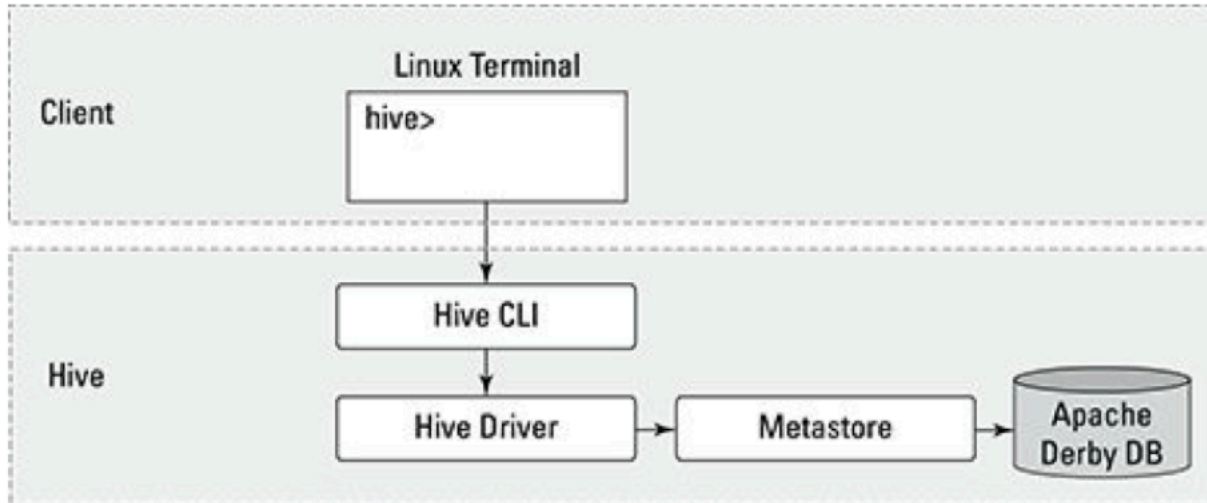 Linux Terminal
Client
hive>
Hive CLI
Hive
Hive Driver
Metastore
Apache
Derby DB